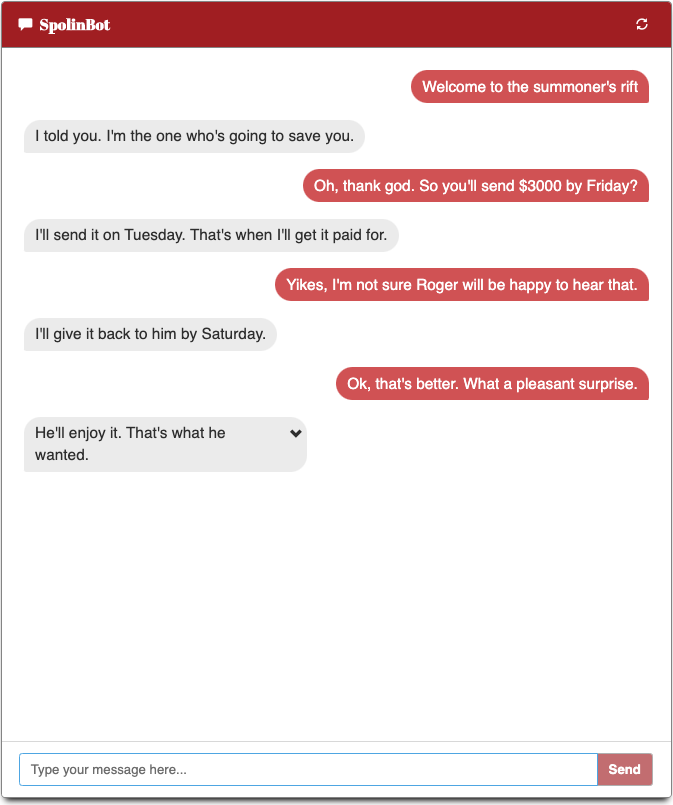 SpolinBot
Welcome to the summoner's rift
I told you. I'm the one who's going to save you.
Oh, thank god. So you'll send $3000 by Friday?
I'll send it on Tuesday. That's when I'll get it paid for.
Yikes, I'm not sure Roger will be happy to hear that.
I'll give it back to him by Saturday.
Ok, that's better. What a pleasant surprise.
He'll enjoy it. That's what he
wanted.
Type your message here...
Send